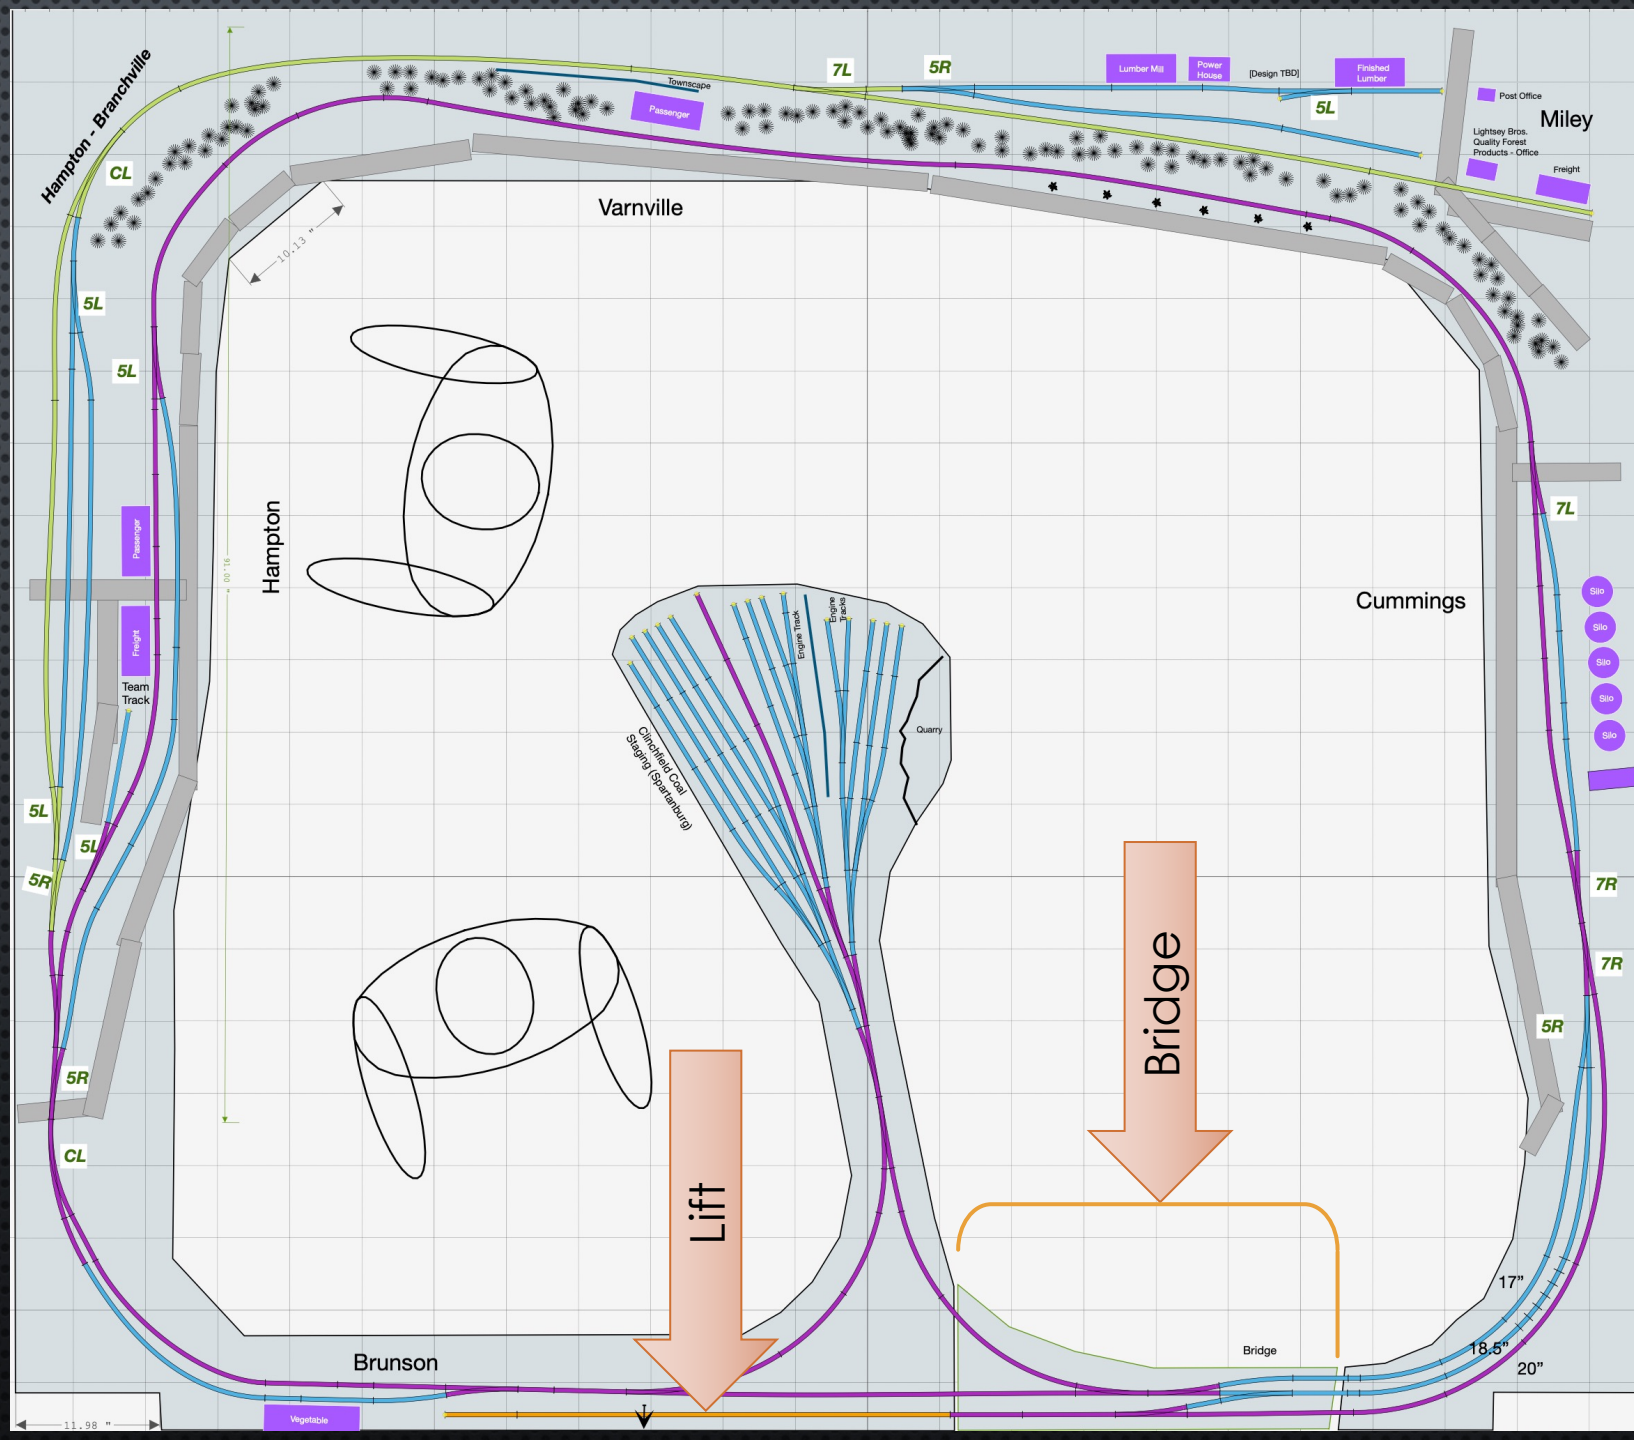 Hampton - Branchville
CL
Townscape
Passenger
7L
5R
Lumber Mill
Power
House
[Design TBD]
Finished
Lumber
5L
Post Office
Miley
Lightsey Bros.
Quality Forest
Products - Office
Freight
Varnville
10.13 "
5L
5L
Hampton
91.00 "
Passenger
Freight
Team
Track
5L
5L
5R
5R
CL
Engine Track
Engine
Tracks
Quarry
Clinchfield Coal
Staging (Spartanburg)
Cummings
7L
Silo
Silo
Silo
Silo
Silo
7R
7R
5R
Bridge
Lift
17”
18.5”
20”
Bridge
Brunson
Vegetable
11.98 "